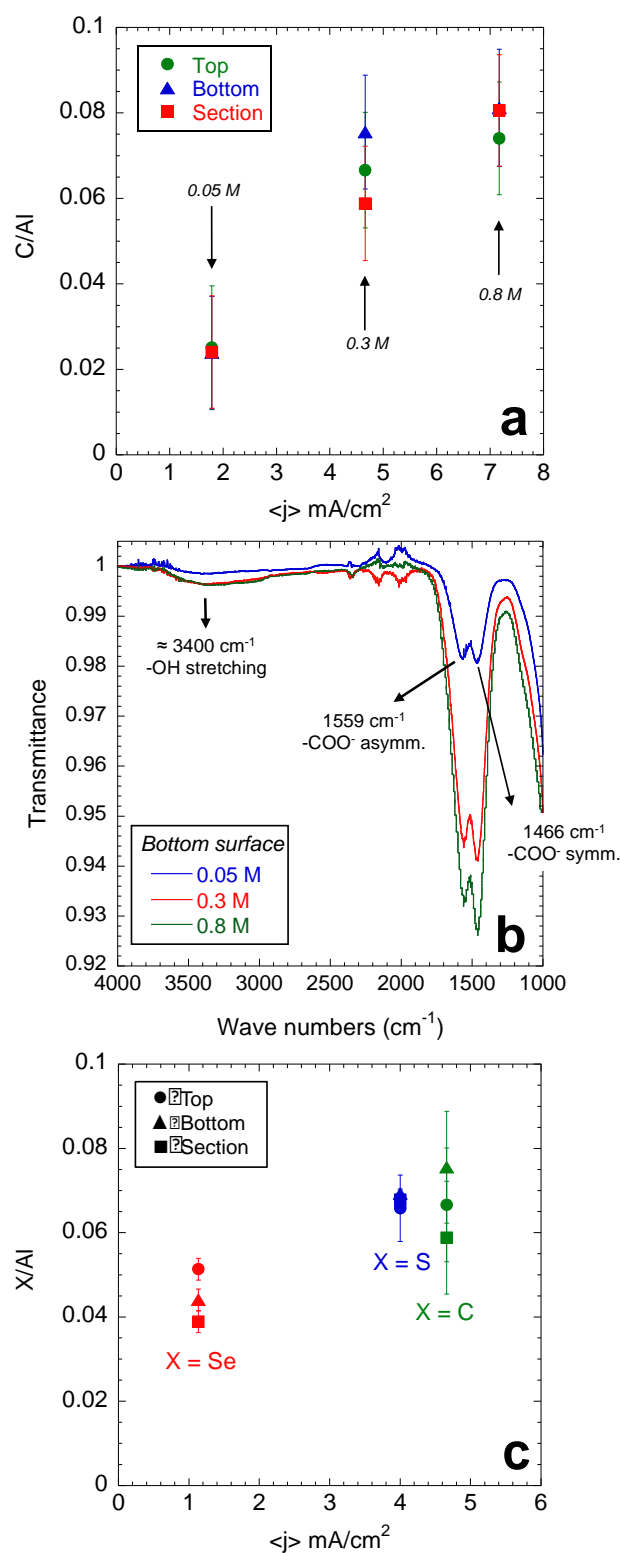 0.1
Top
Bottom
Section
0.08
0.05 M
0.06
C/Al
0.04
0.8 M
0.3 M
0.02
a
0
0 1 2 3 4 5 6 7 8
<j> mA/cm²
1
0.99
≈ 3400 cm⁻¹
-OH stretching
0.98
1559 cm⁻¹
-COO⁻ asymm.
0.97
0.96
Transmittance
0.95
1466 cm⁻¹
-COO⁻ symm.
Bottom surface
0.05 M
0.94
0.3 M
0.8 M
0.93
b
0.92
4000 3500 3000 2500 2000 1500 1000
Wave numbers (cm⁻¹)
0.1
Top
Bottom
Section
0.08
0.06
X/Al
X = S
X = C
0.04
X = Se
0.02
c
0
0 1 2 3 4 5 6
<j> mA/cm²